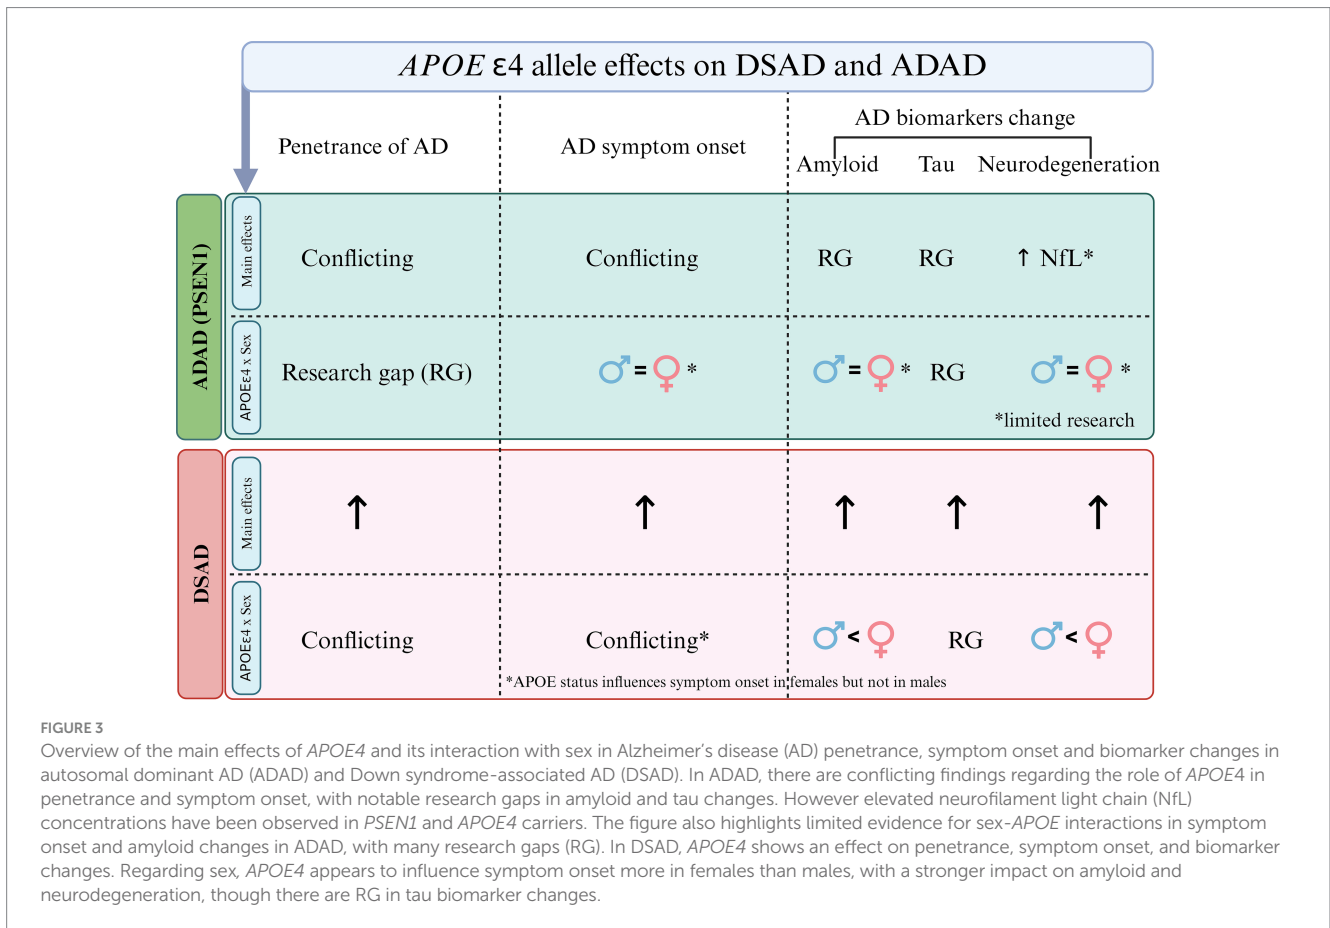 APOE ε4 allele effects on DSAD and ADAD
AD biomarkers change
Penetrance of AD
AD symptom onset
Amyloid
Tau
Neurodegeneration
ADAD (PSEN1)
Main effects
Conflicting
Conflicting
RG
RG
↑ NfL*
APOEε4 x Sex
Research gap (RG)
♂=♀ *
♂=♀ *
RG
♂=♀ *
*limited research
DSAD
Main effects
↑
↑
↑
↑
↑
APOEε4 x Sex
Conflicting
Conflicting*
♂<♀
RG
♂<♀
*APOE status influences symptom onset in females but not in males
FIGURE 3
Overview of the main effects of APOE4 and its interaction with sex in Alzheimer's disease (AD) penetrance, symptom onset and biomarker changes in
autosomal dominant AD (ADAD) and Down syndrome-associated AD (DSAD). In ADAD, there are conflicting findings regarding the role of APOE4 in
penetrance and symptom onset, with notable research gaps in amyloid and tau changes. However elevated neurofilament light chain (NfL)
concentrations have been observed in PSEN1 and APOE4 carriers. The figure also highlights limited evidence for sex-APOE interactions in symptom
onset and amyloid changes in ADAD, with many research gaps (RG). In DSAD, APOE4 shows an effect on penetrance, symptom onset, and biomarker
changes. Regarding sex, APOE4 appears to influence symptom onset more in females than males, with a stronger impact on amyloid and
neurodegeneration, though there are RG in tau biomarker changes.